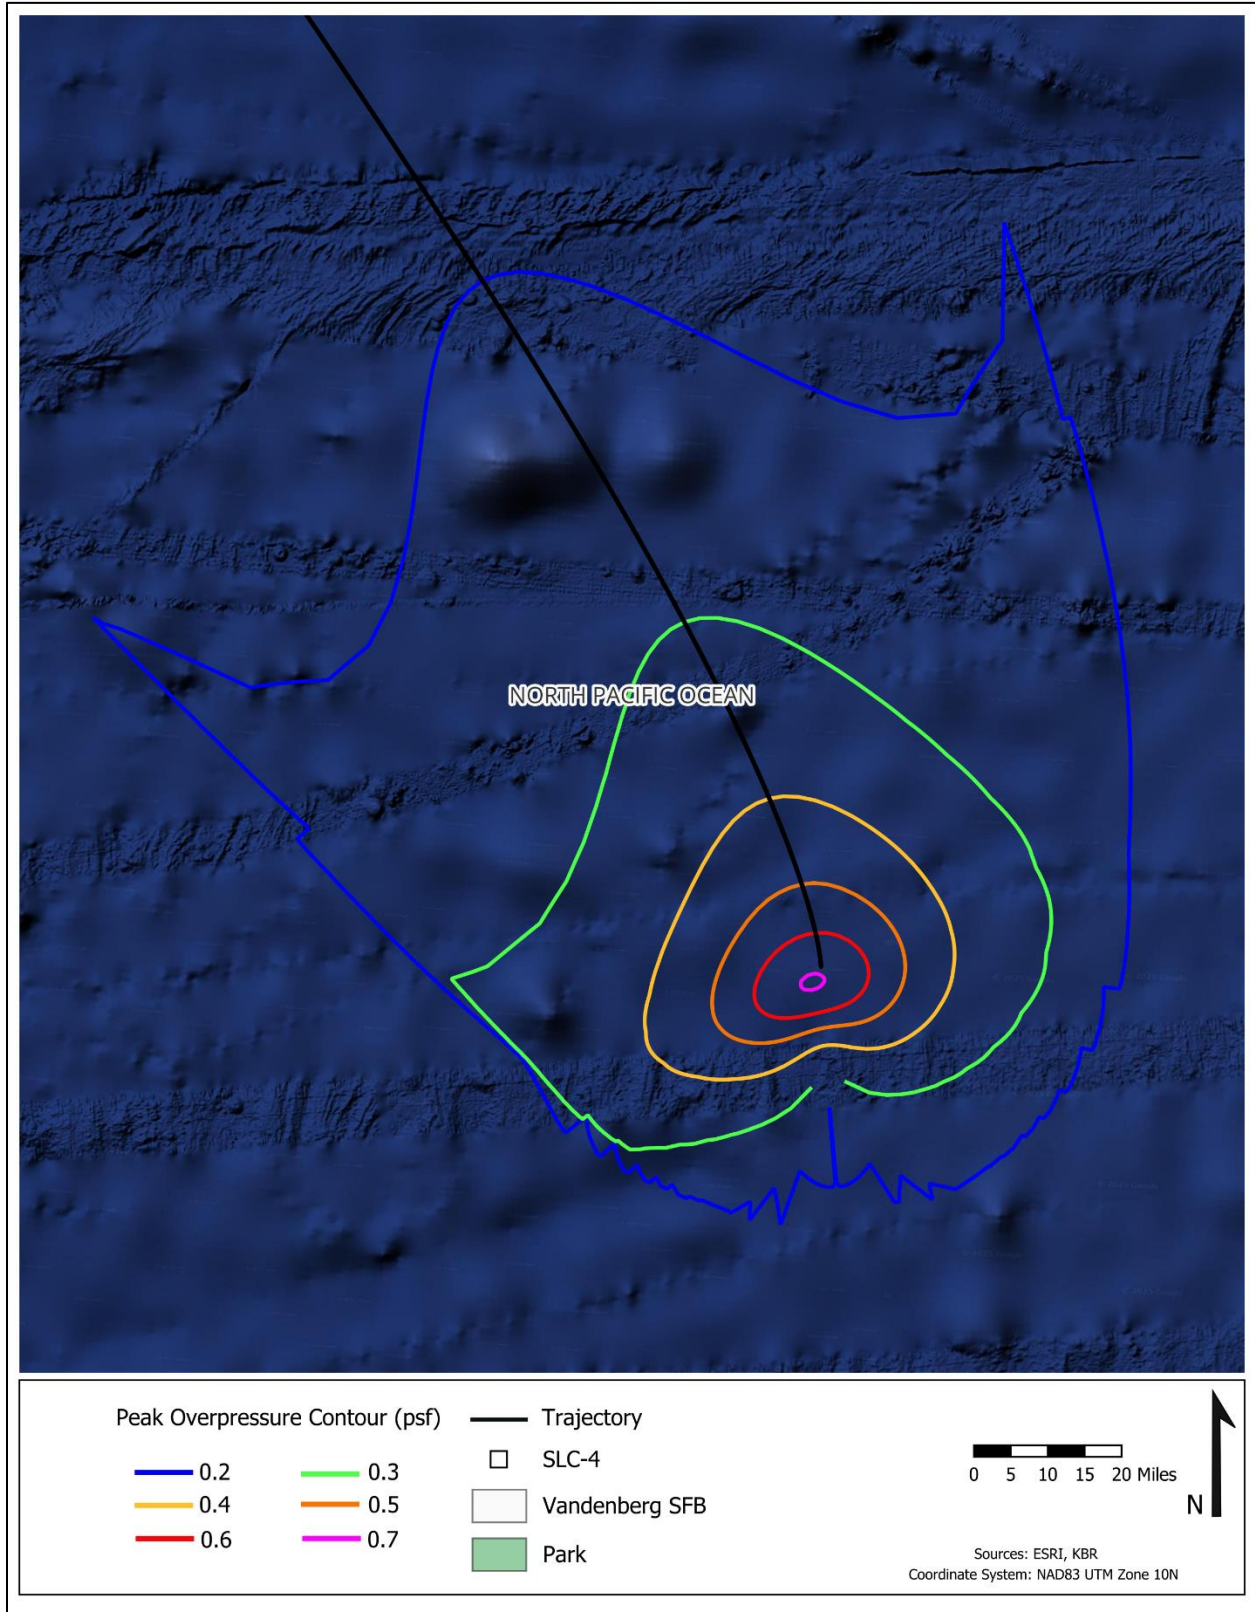 NORTH PACIFIC OCEAN
Peak Overpressure Contour (psf)
0.2
0.3
0.4
0.5
0.6
0.7
Trajectory
SLC-4
Vandenberg SFB
Park
0 5 10 15 20 Miles
N
Sources: ESRI, KBR
Coordinate System: NAD83 UTM Zone 10N